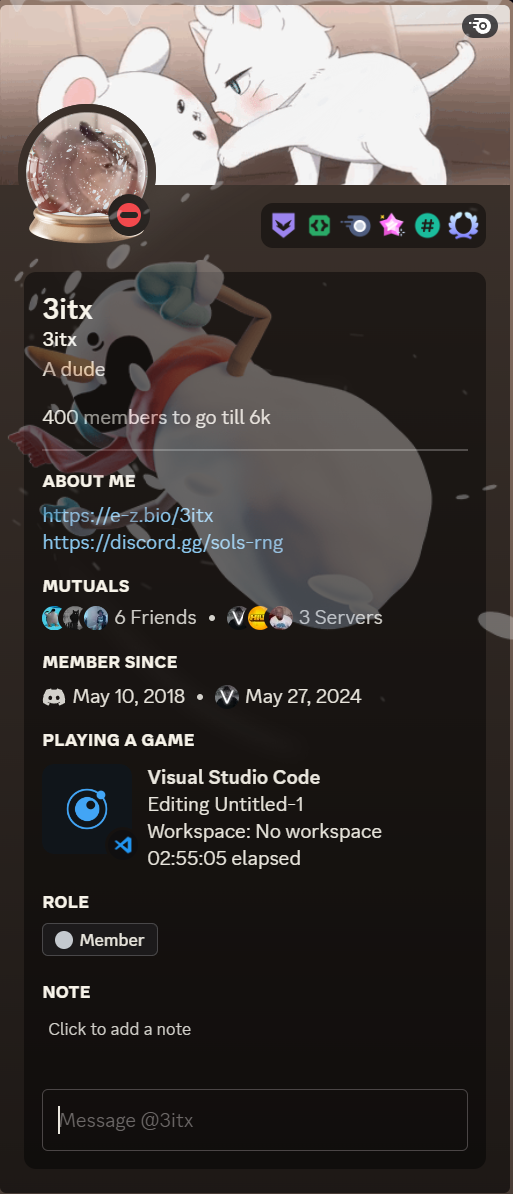 3itx
3itx
A dude
400 members to go till 6k
ABOUT ME
https://e-z.bio/3itx
https://discord.gg/sols-rng
MUTUALS
6 Friends • 3 Servers
MEMBER SINCE
May 10, 2018 • May 27, 2024
PLAYING A GAME
Visual Studio Code
Editing Untitled-1
Workspace: No workspace
02:55:05 elapsed
ROLE
Member
NOTE
Click to add a note
Message @3itx